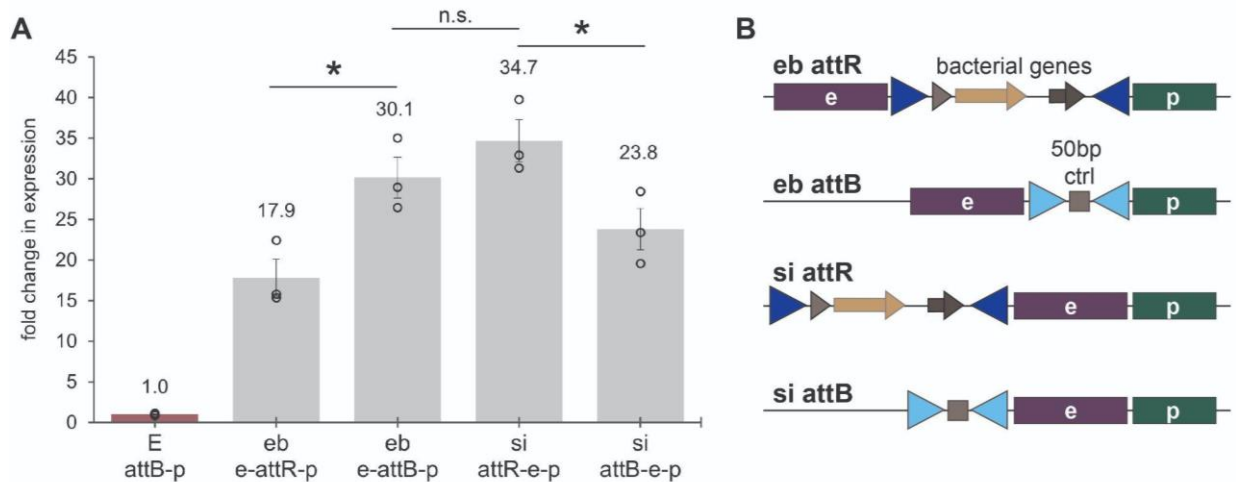 A
n.s.
*
*
fold change in expression
45
40
35
30
25
20
15
10
5
0
1.0
17.9
30.1
34.7
23.8
E
attB-p
eb
e-attR-p
eb
e-attB-p
si
attR-e-p
si
attB-e-p
B
eb attR
bacterial genes
e
p
eb attB
50bp
ctrl
e
p
si attR
e
p
si attB
e
p